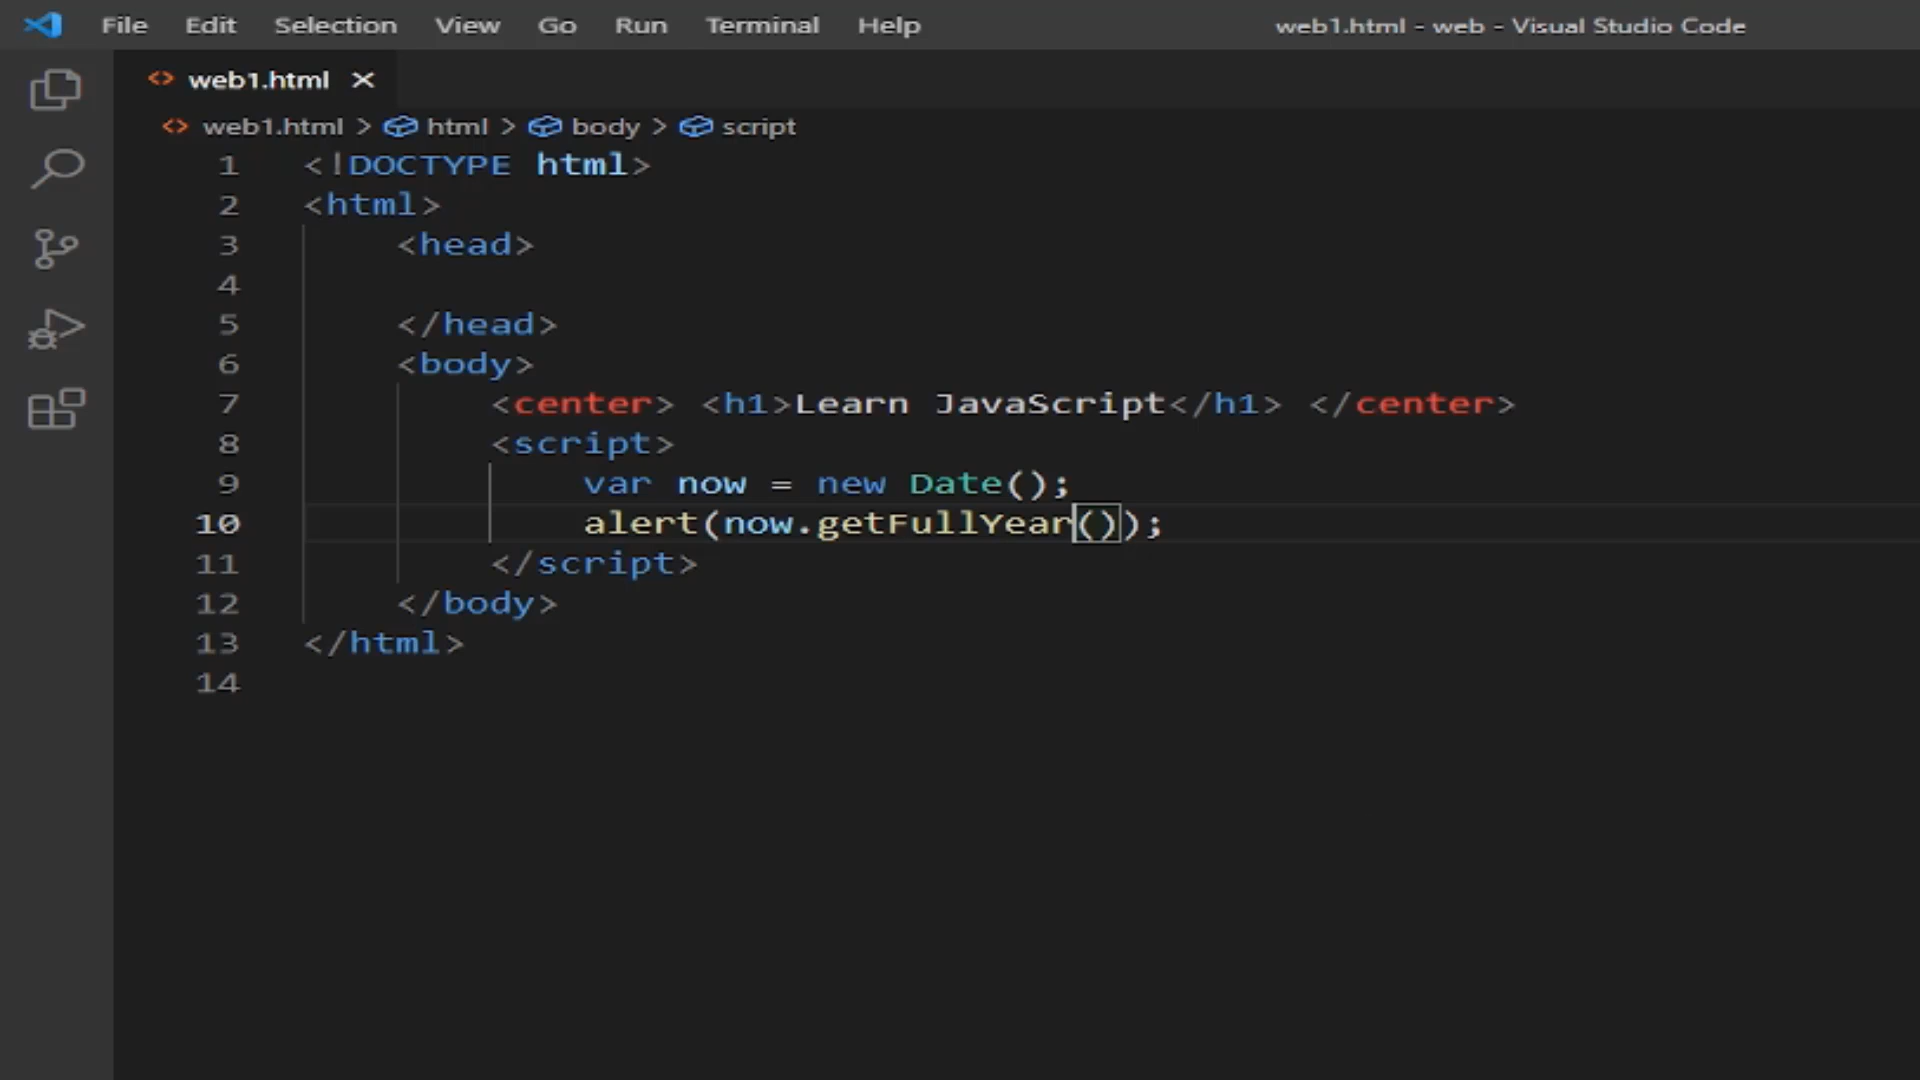 File Edit Selection View Go Run Terminal Help web1.html - web - Visual Studio Code
<> web1.html ×
<> web1.html > html > body > script
1 <!DOCTYPE html>
2 <html>
3 <head>
4
5 </head>
6 <body>
7 <center> <h1>Learn JavaScript</h1> </center>
8 <script>
9 var now = new Date();
10 alert(now.getFullYear());
11 </script>
12 </body>
13 </html>
14